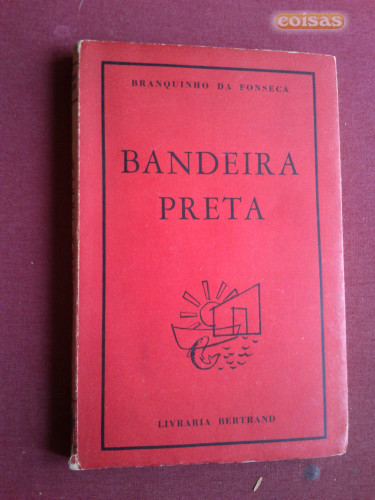 coisas
BRANQUINHO DA FONSECA
BANDEIRA
PRETA
LIVRARIA BERTRAND